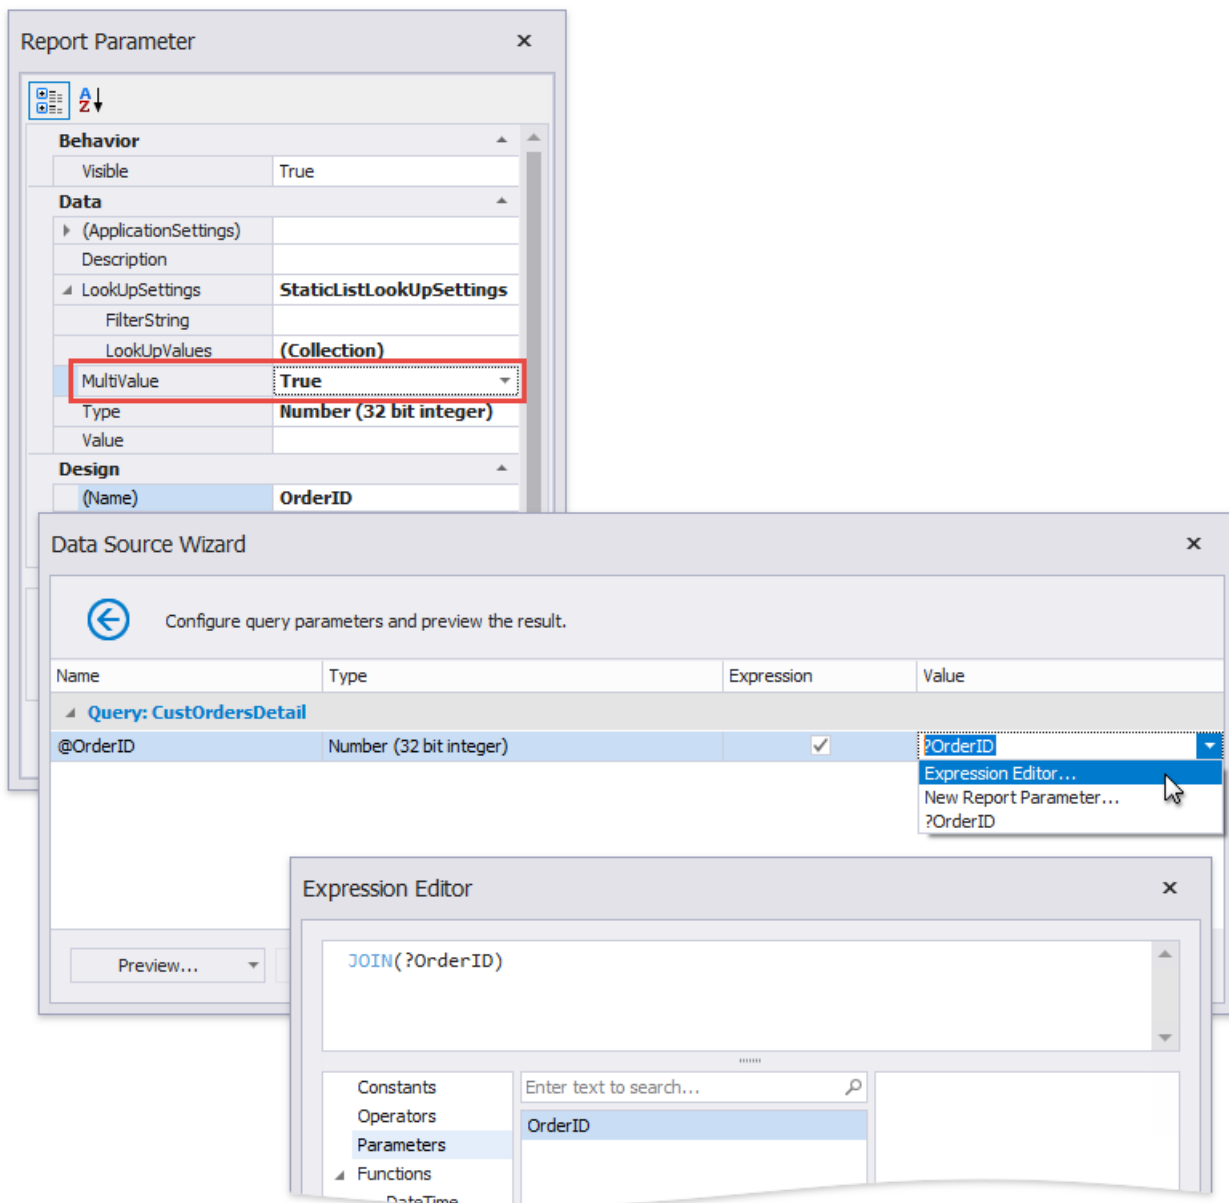 Report Parameter
Behavior
Visible True
Data
(ApplicationSettings)
Description
LookUpSettings StaticListLookUpSettings
FilterString
LookUpValues (Collection)
MultiValue True
Type Number (32 bit integer)
Value
Design
(Name) OrderID
Data Source Wizard
Configure query parameters and preview the result.
Name Type Expression Value
Query: CustOrdersDetail
@OrderID Number (32 bit integer) ?OrderID
Expression Editor...
New Report Parameter...
?OrderID
Expression Editor
JOIN(?OrderID)
Preview...
Constants Enter text to search...
Operators OrderID
Parameters
Functions
DateTime